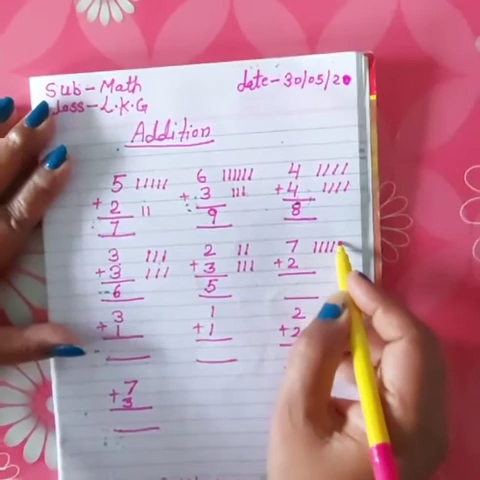 Sub - Math
date - 30/05/20
Class - L.K.G
Addition
5 IIIII 6 IIIIII 4 IIII
+ 2 II + 3 III + 4 IIII
7 9 8
3 III 2 II 7 IIIII
+ 3 III + 3 III + 2
6 5
3 1 2
+ 1 + 1 + 2
7
+ 3